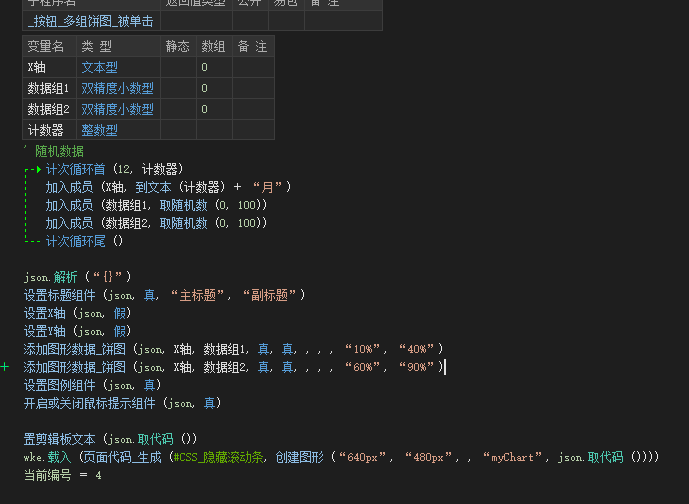 子程序名 返回值类型 公开 易包 备 注
_按钮_多组饼图_被单击
变量名 类 型 静态 数组 备 注
X轴 文本型 0
数据组1 双精度小数型 0
数据组2 双精度小数型 0
计数器 整数型
' 随机数据
计次循环首 (12, 计数器)
加入成员 (X轴, 到文本 (计数器) + “月”)
加入成员 (数据组1, 取随机数 (0, 100))
加入成员 (数据组2, 取随机数 (0, 100))
计次循环尾 ()
json.解析 (“{}”)
设置标题组件 (json, 真, “主标题”, “副标题”)
设置X轴 (json, 假)
设置Y轴 (json, 假)
添加图形数据_饼图 (json, X轴, 数据组1, 真, 真, , , , “10%”, “40%”)
添加图形数据_饼图 (json, X轴, 数据组2, 真, 真, , , , “60%”, “90%”)
设置图例组件 (json, 真)
开启或关闭鼠标提示组件 (json, 真)
置剪辑板文本 (json.取代码 ())
wke.载入 (页面代码_生成 (#CSS_隐藏滚动条, 创建图形 (“640px”, “480px”, , “myChart”, json.取代码 ())))
当前编号 = 4